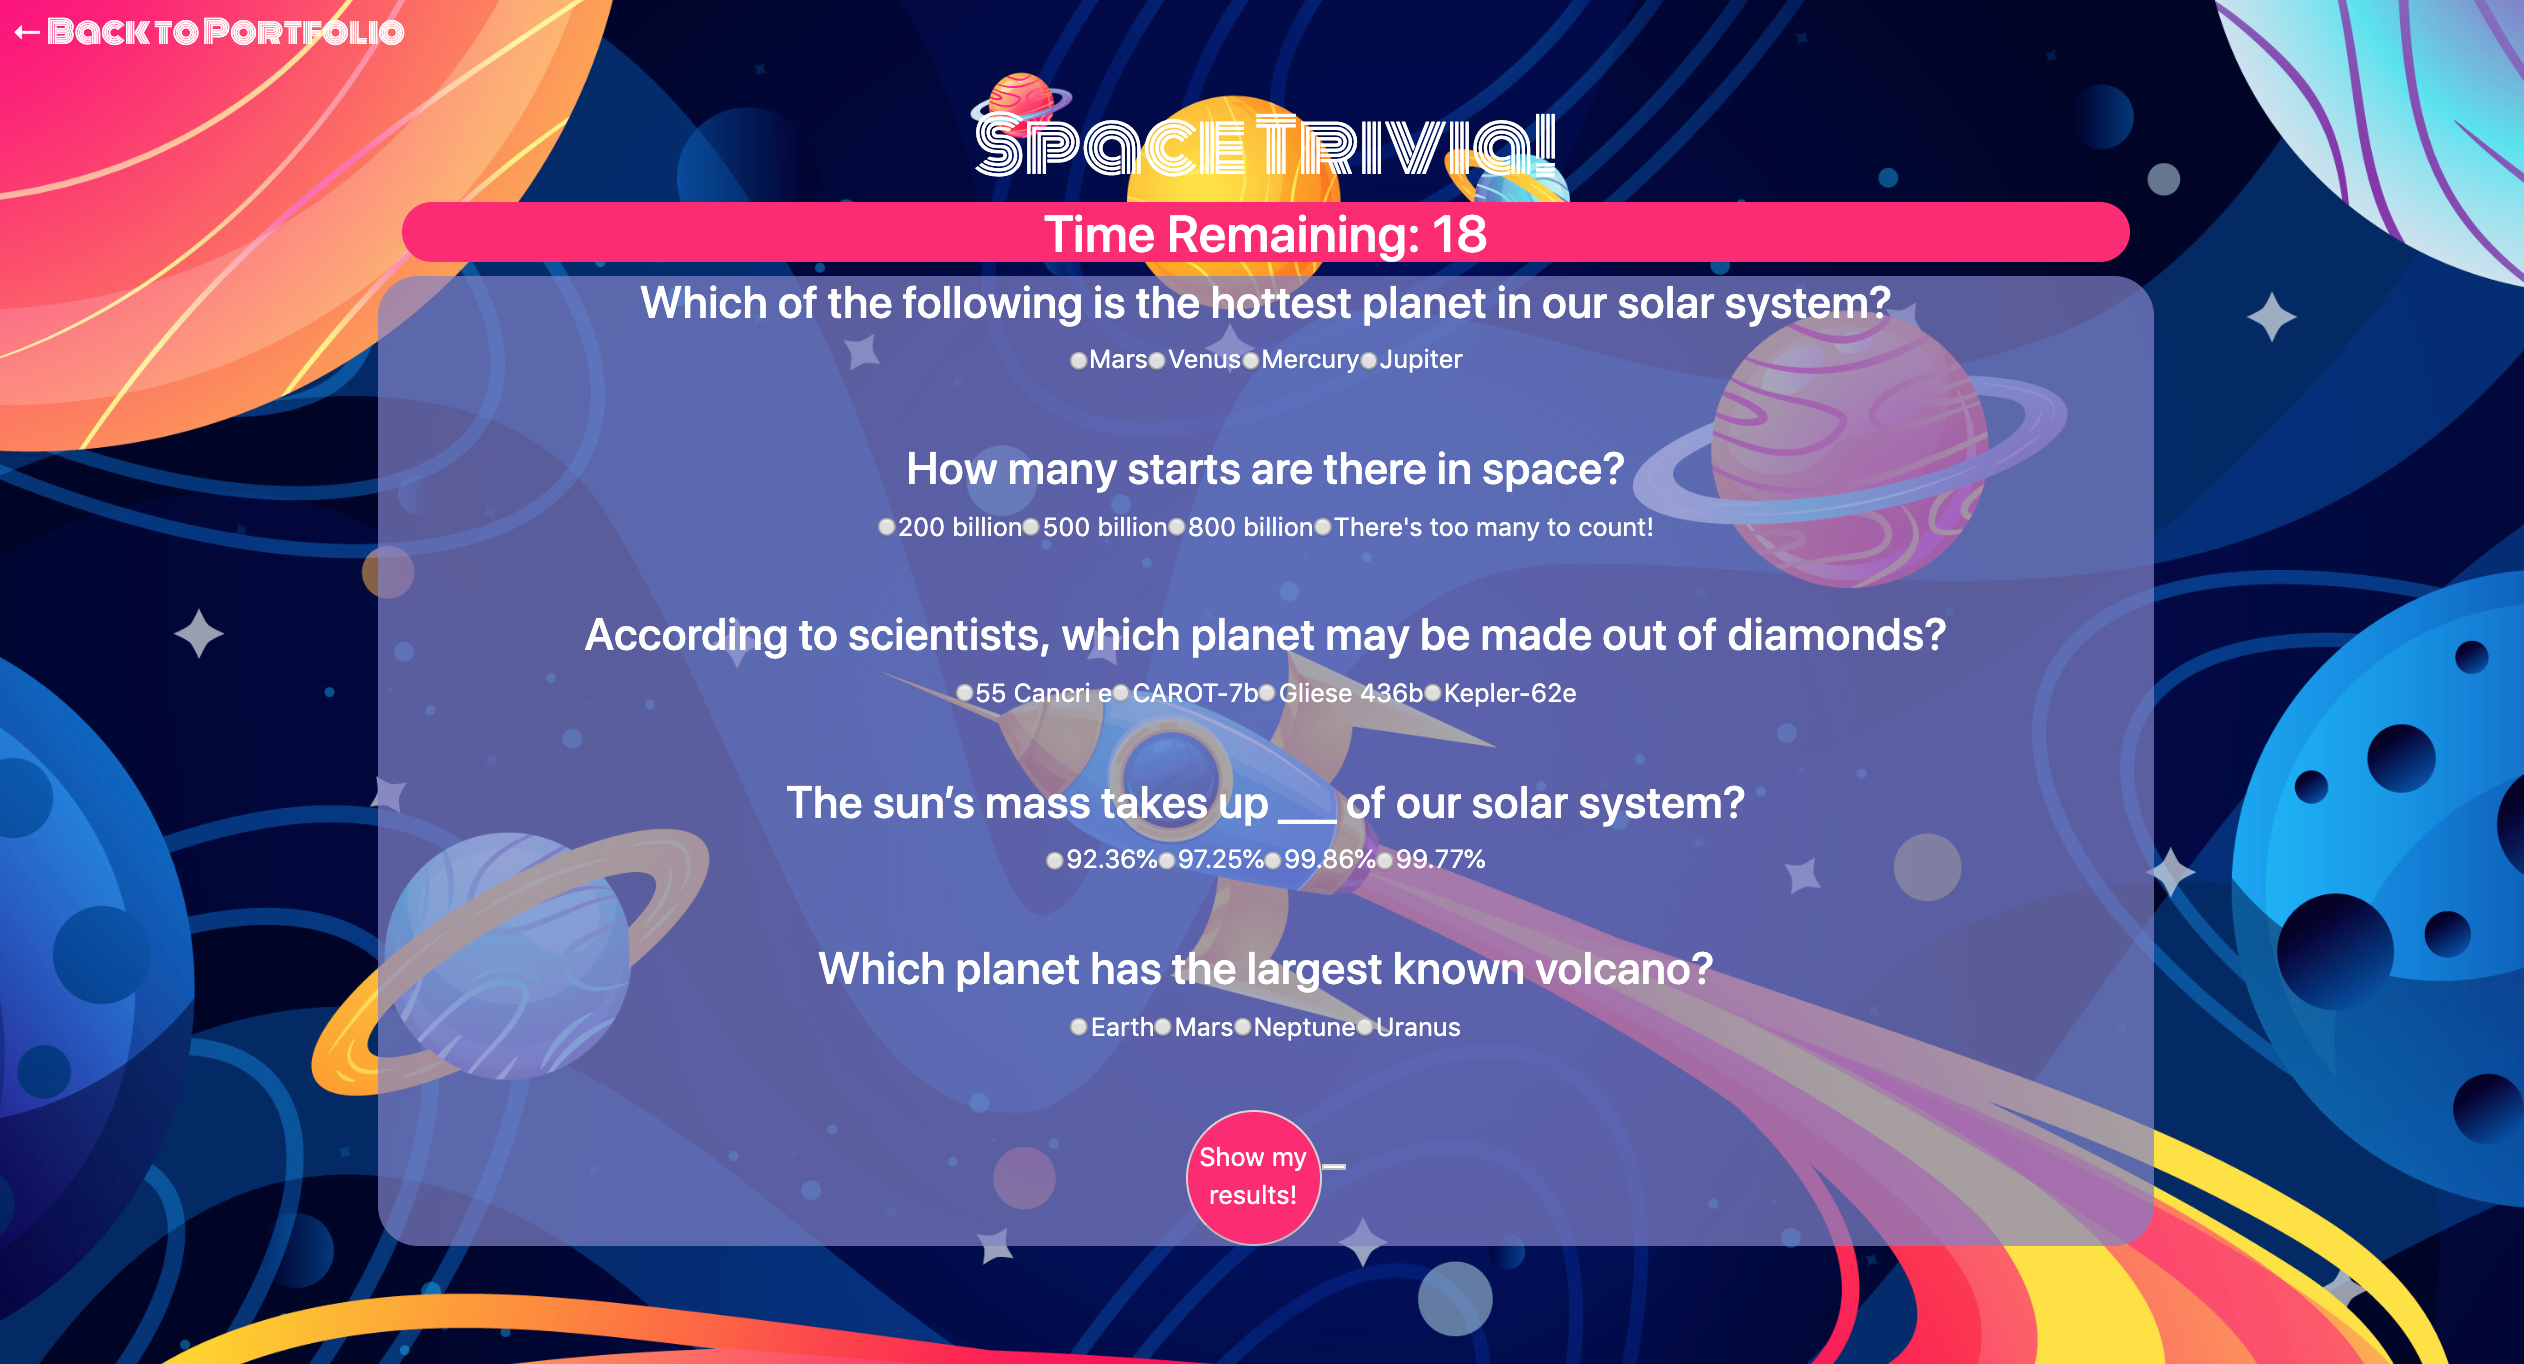 ← Back to Portfolio
Space Trivia!
Time Remaining: 18
Which of the following is the hottest planet in our solar system?
Mars Venus Mercury Jupiter
How many starts are there in space?
200 billion 500 billion 800 billion There's too many to count!
According to scientists, which planet may be made out of diamonds?
55 Cancri e CAROT-7b Gliese 436b Kepler-62e
The sun’s mass takes up ___ of our solar system?
92.36% 97.25% 99.86% 99.77%
Which planet has the largest known volcano?
Earth Mars Neptune Uranus
Show my
results!